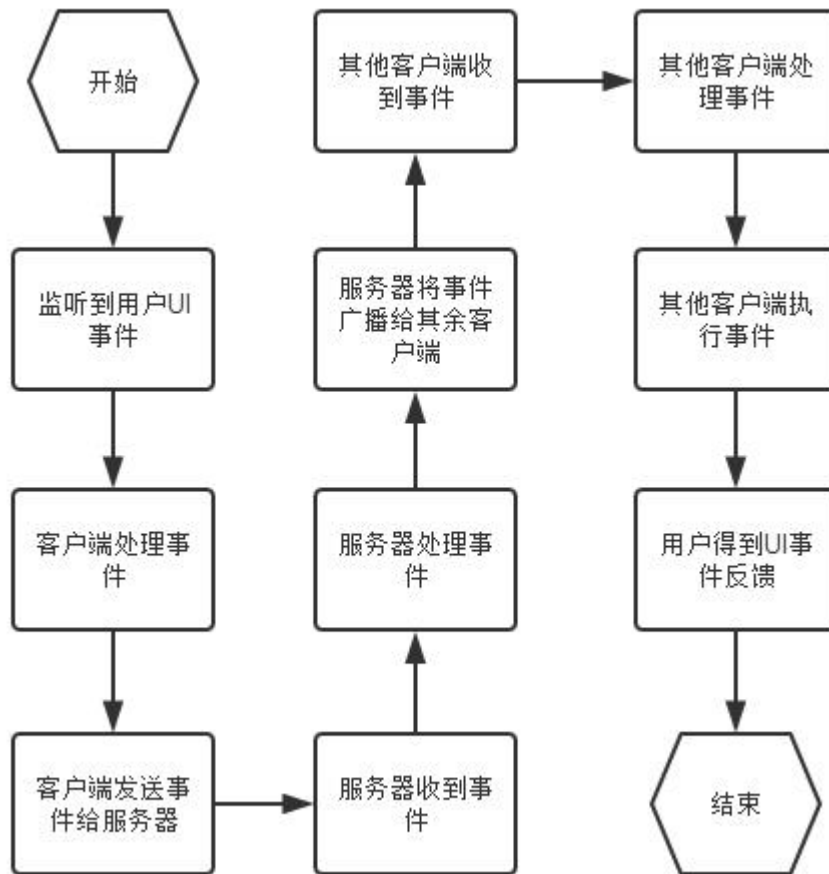 开始
监听到用户UI
事件
客户端处理事
件
客户端发送事
件给服务器
服务器收到事
件
服务器处理事
件
服务器将事件
广播给其余客
户端
其他客户端收
到事件
其他客户端处
理事件
其他客户端执
行事件
用户得到UI事
件反馈
结束